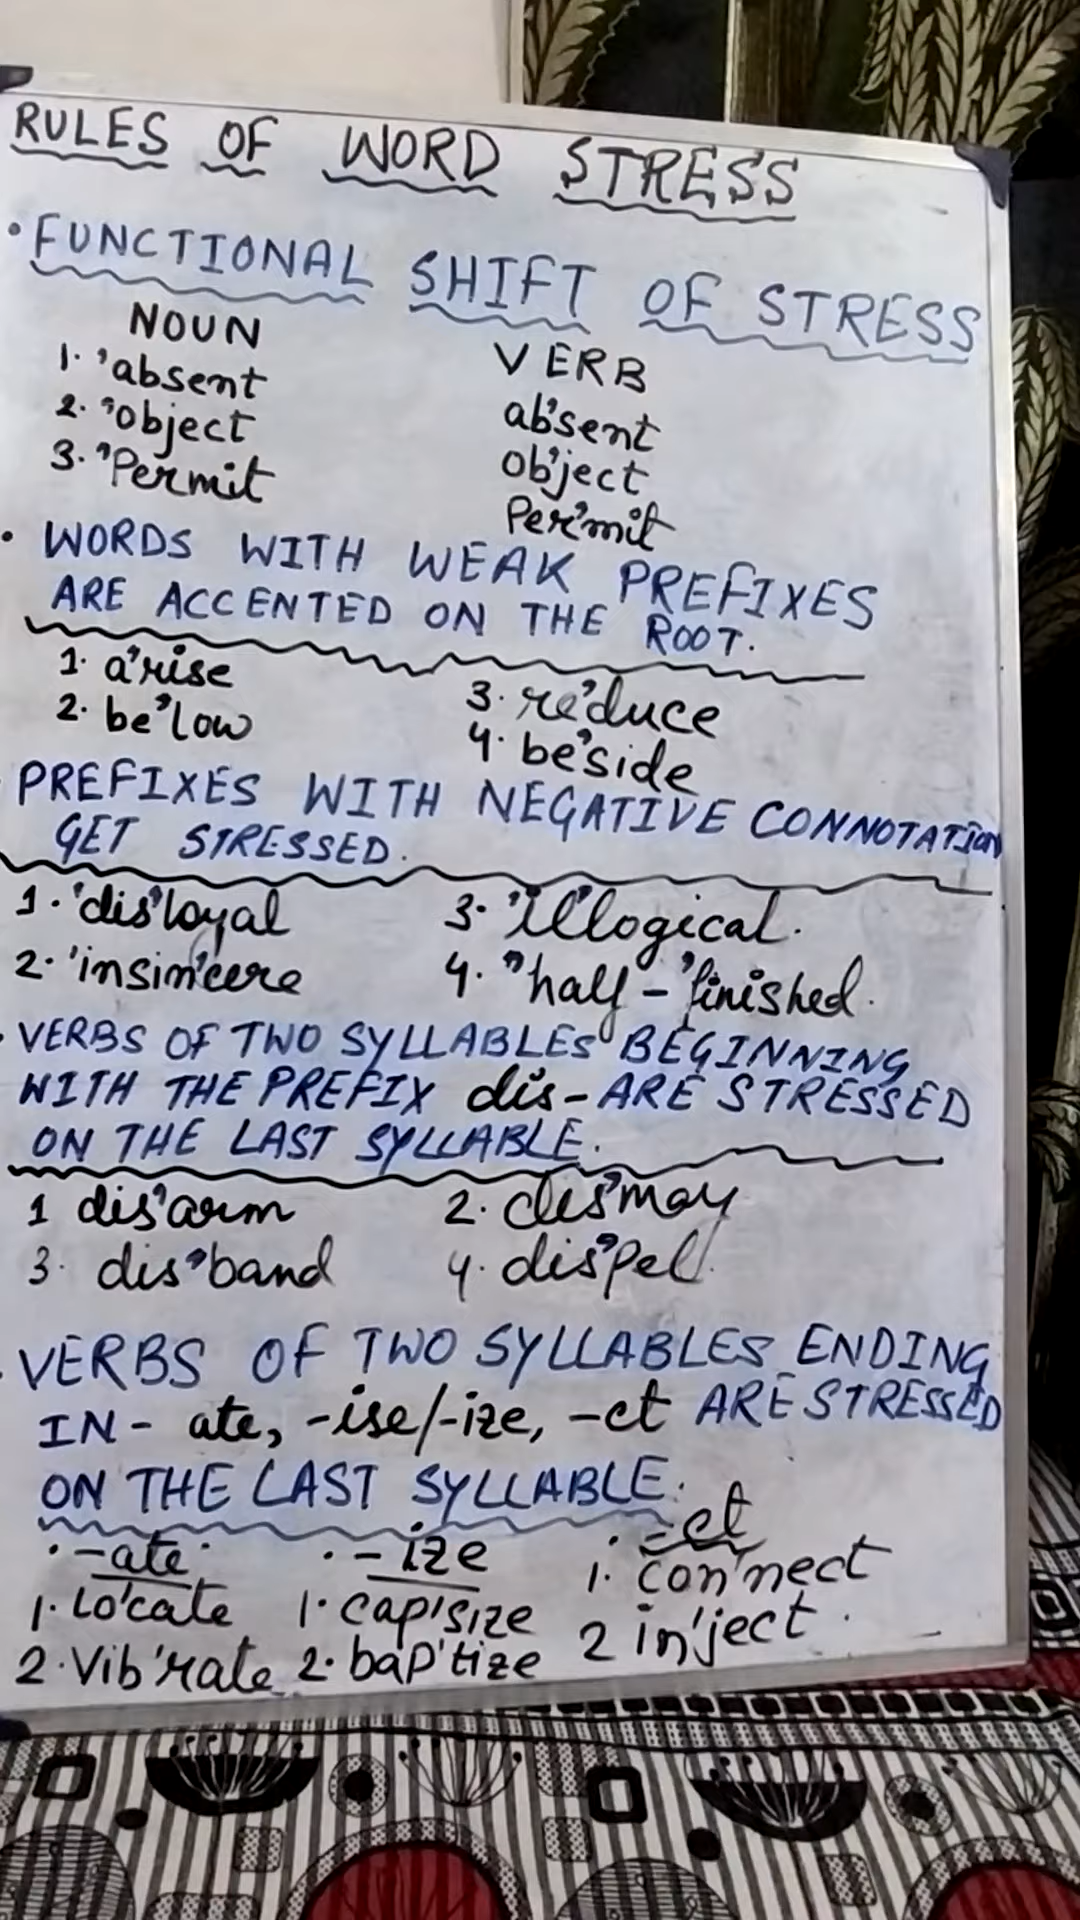 RULES OF WORD STRESS
• FUNCTIONAL SHIFT OF STRESS
NOUN VERB
1. 'absent ab'sent
2. 'object ob'ject
3. 'Permit Per'mit
• WORDS WITH WEAK PREFIXES
ARE ACCENTED ON THE ROOT.
1. a'rise 3. re'duce
2. be'low 4. be'side
PREFIXES WITH NEGATIVE CONNOTATION
GET STRESSED.
1. 'dis'loyal 3. 'il'logical.
2. 'insin'cere 4. 'half-'finished.
VERBS OF TWO SYLLABLES BEGINNING
WITH THE PREFIX dis- ARE STRESSED
ON THE LAST SYLLABLE.
1 dis'arm 2. dis'may
3. dis'band 4. dis'pel.
VERBS OF TWO SYLLABLES ENDING
IN- ate, -ise/-ize, -ct ARE STRESSED
ON THE LAST SYLLABLE.
• -ate • -ize • -ct
1. Lo'cate 1. cap'size 1. con'nect
2. Vib'rate 2. bap'tize 2 in'ject.